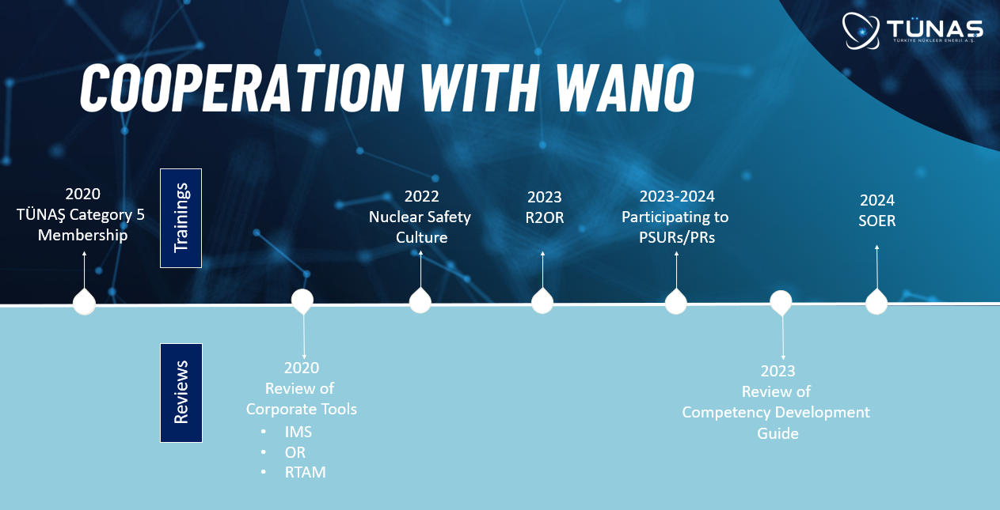 TÜNAŞ
TÜRKİYE NÜKLEER ENERJİ A.Ş.
COOPERATION WITH WANO
2020
TÜNAŞ Category 5
Membership
Trainings
2022
Nuclear Safety
Culture
2023
R2OR
2023-2024
Participating to
PSURs/PRs
2024
SOER
Reviews
2020
Review of
Corporate Tools
• IMS
• OR
• RTAM
2023
Review of
Competency Development
Guide